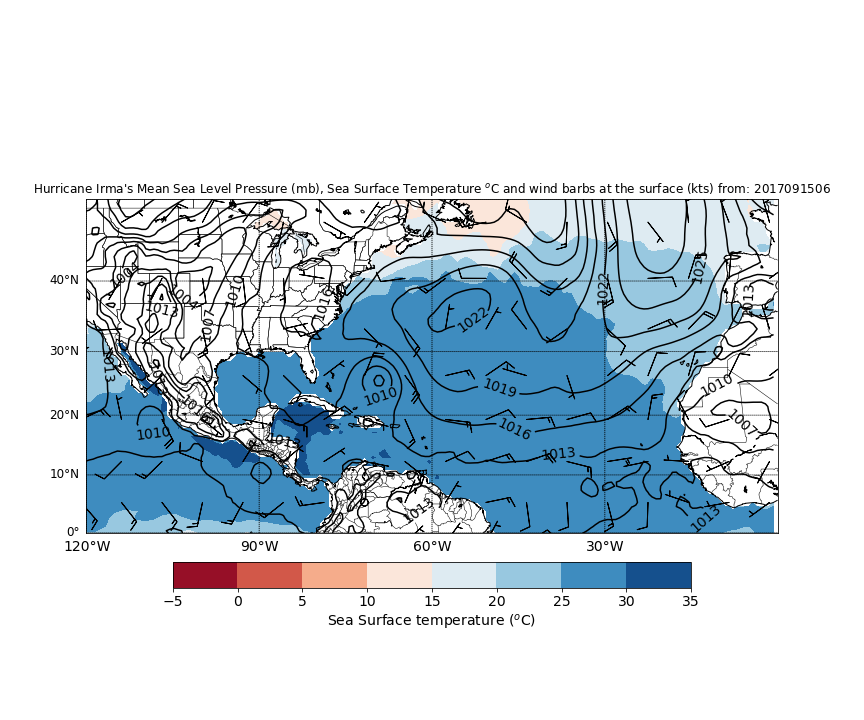 Hurricane Irma's Mean Sea Level Pressure (mb), Sea Surface Temperature °C and wind barbs at the surface (kts) from: 2017091506
1022
1025
40°N
1004
1004
1013
1007
1010
1010
1022
1013
30°N
1013
1019
1010
1010
20°N
1010
1016
1007
1010
1013
1013
10°N
1013
1013
0°
120°W 90°W 60°W 30°W
−5 0 5 10 15 20 25 30 35
Sea Surface temperature (°C)